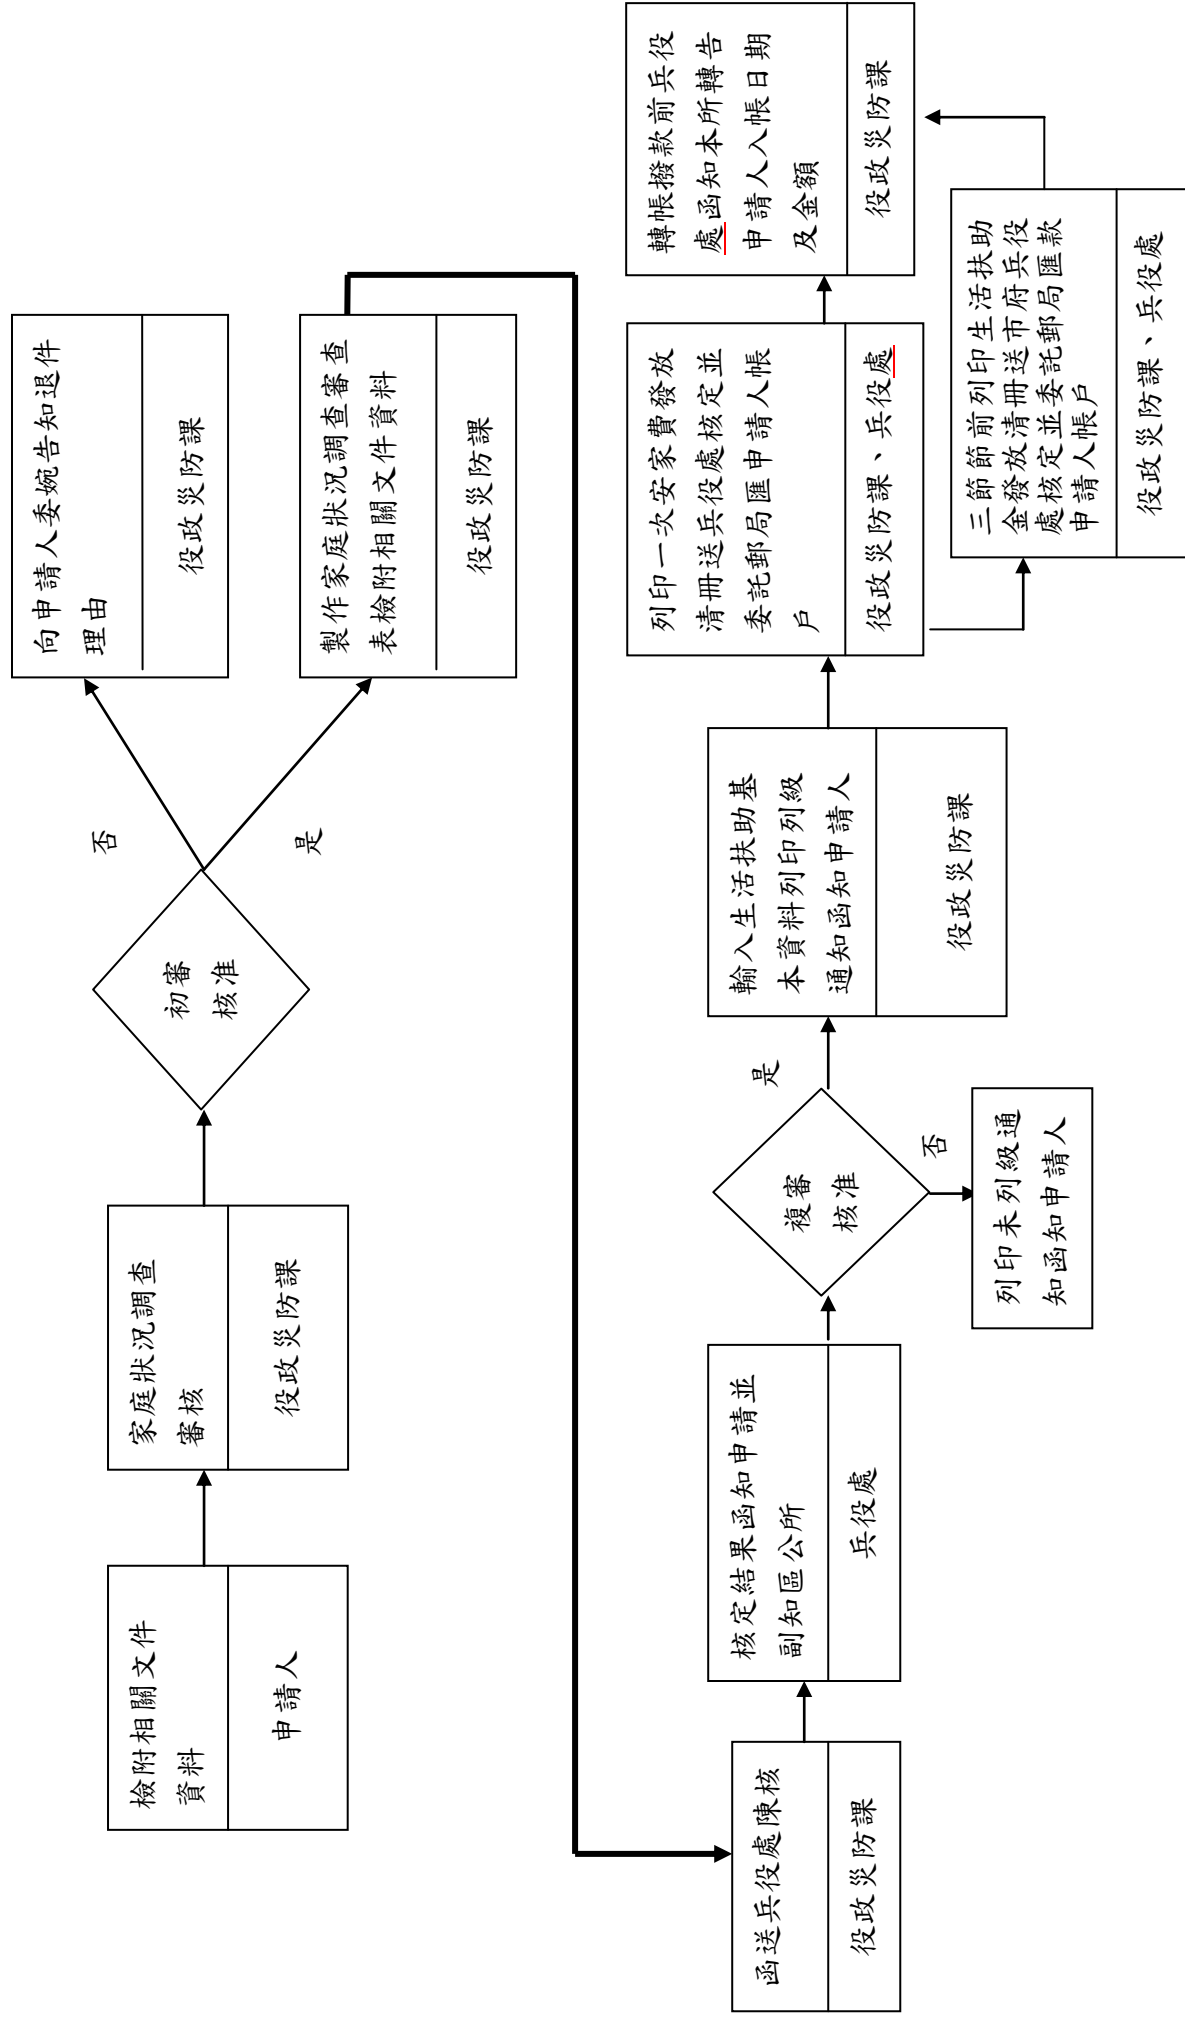 檢附相關文件
資料
申請人
家庭狀況調查
審核
役政災防課
初審
核准
否
是
向申請人委婉告知退件
理由
役政災防課
製作家庭狀況調查審查
表檢附相關文件資料
役政災防課
函送兵役處陳核
役政災防課
核定結果函知申請並
副知區公所
兵役處
複審
核准
是
否
列印未列級通
知函知申請人
輸入生活扶助基
本資料列印列級
通知函知申請人
役政災防課
列印一次安家費發放
清冊送兵役處核定並
委託郵局匯申請人帳
戶
役政災防課、兵役處
三節節前列印生活扶助
金發放清冊送市府兵役
處核定並委託郵局匯款
申請人帳戶
役政災防課、兵役處
轉帳撥款前兵役
處函知本所轉告
申請人入帳日期
及金額
役政災防課